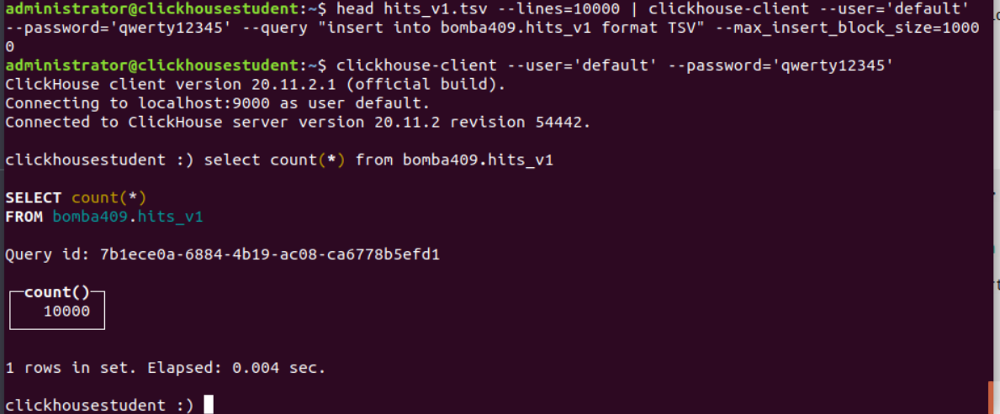 administrator@clickhousestudent:~$ head hits_v1.tsv --lines=10000 | clickhouse-client --user='default'
--password='qwerty12345' --query "insert into bomba409.hits_v1 format TSV" --max_insert_block_size=1000
0
administrator@clickhousestudent:~$ clickhouse-client --user='default' --password='qwerty12345'
ClickHouse client version 20.11.2.1 (official build).
Connecting to localhost:9000 as user default.
Connected to ClickHouse server version 20.11.2 revision 54442.
clickhousestudent :) select count(*) from bomba409.hits_v1
SELECT count(*)
FROM bomba409.hits_v1
Query id: 7b1ece0a-6884-4b19-ac08-ca6778b5efd1
count()
10000
1 rows in set. Elapsed: 0.004 sec.
clickhousestudent :)